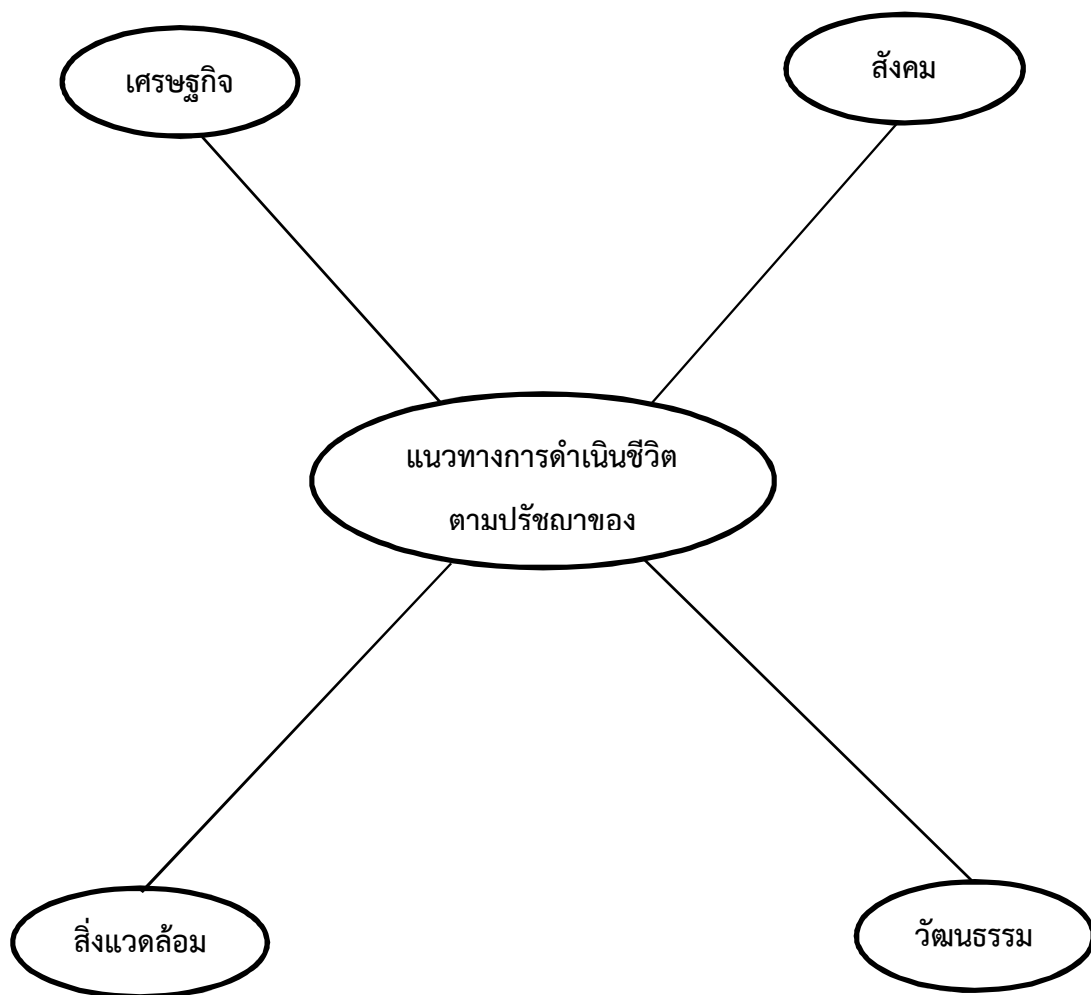 เศรษฐกิจ
สังคม
แนวทางการดำเนินชีวิต
ตามปรัชญาของ
สิ่งแวดล้อม
วัฒนธรรม